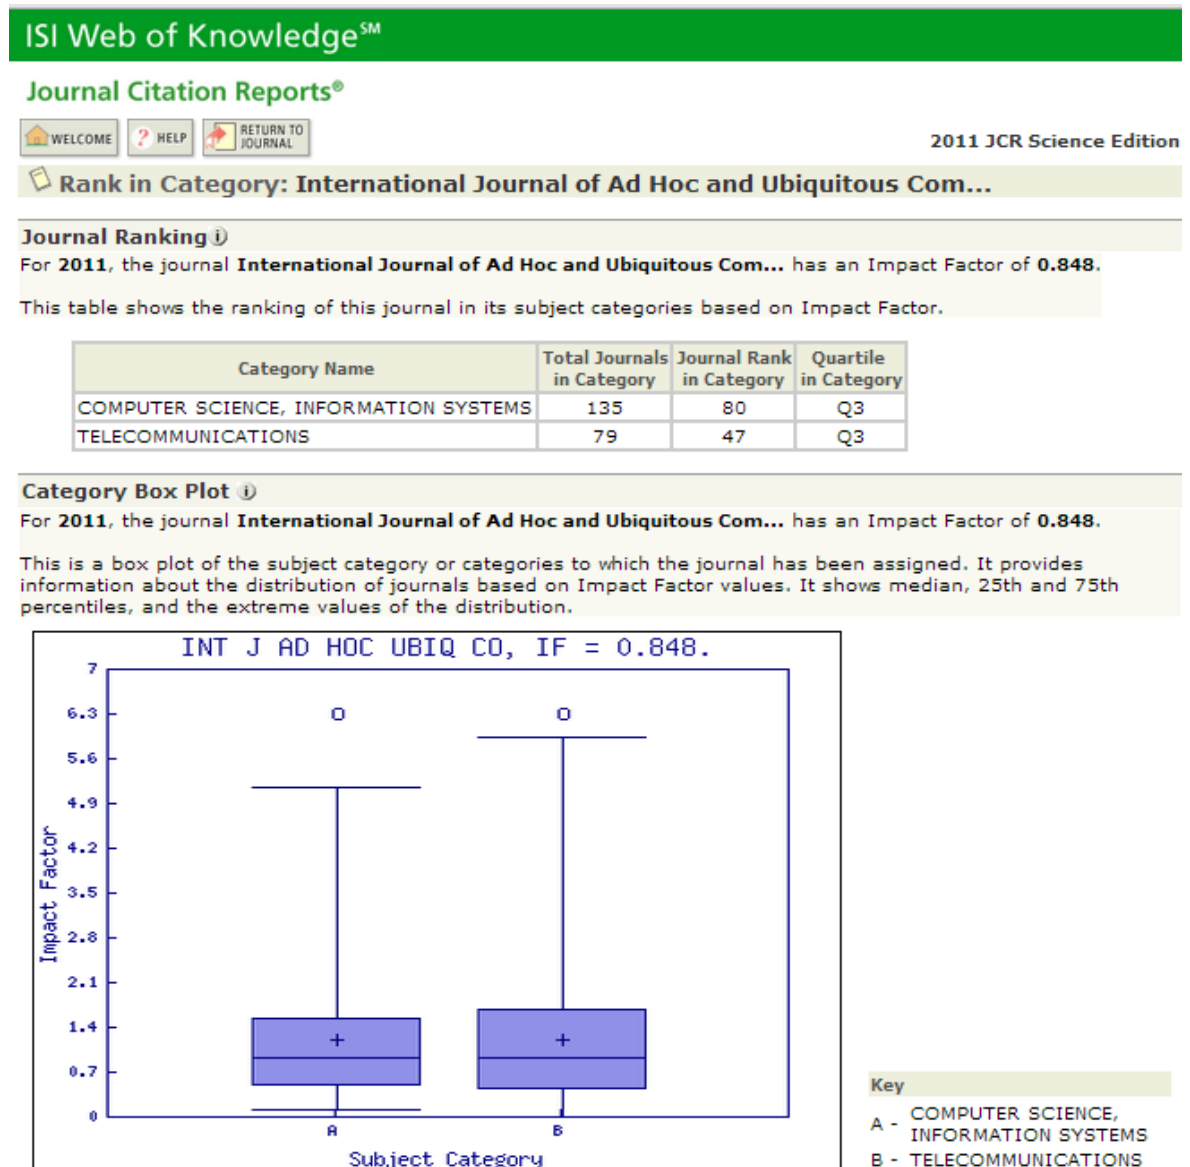 ISI Web of Knowledge℠
Journal Citation Reports®
WELCOME
? HELP
RETURN TO
JOURNAL
2011 JCR Science Edition
Rank in Category: International Journal of Ad Hoc and Ubiquitous Com...
Journal Ranking i
For 2011, the journal International Journal of Ad Hoc and Ubiquitous Com... has an Impact Factor of 0.848.
This table shows the ranking of this journal in its subject categories based on Impact Factor.
Category Name Total Journals in Category Journal Rank in Category Quartile in Category
COMPUTER SCIENCE, INFORMATION SYSTEMS 135 80 Q3
TELECOMMUNICATIONS 79 47 Q3
Category Box Plot i
For 2011, the journal International Journal of Ad Hoc and Ubiquitous Com... has an Impact Factor of 0.848.
This is a box plot of the subject category or categories to which the journal has been assigned. It provides
information about the distribution of journals based on Impact Factor values. It shows median, 25th and 75th
percentiles, and the extreme values of the distribution.
INT J AD HOC UBIQ CO, IF = 0.848.
7
6.3
5.6
4.9
4.2
3.5
2.8
2.1
1.4
0.7
0
Impact Factor
A B
Subject Category
Key
A - COMPUTER SCIENCE,
INFORMATION SYSTEMS
B - TELECOMMUNICATIONS